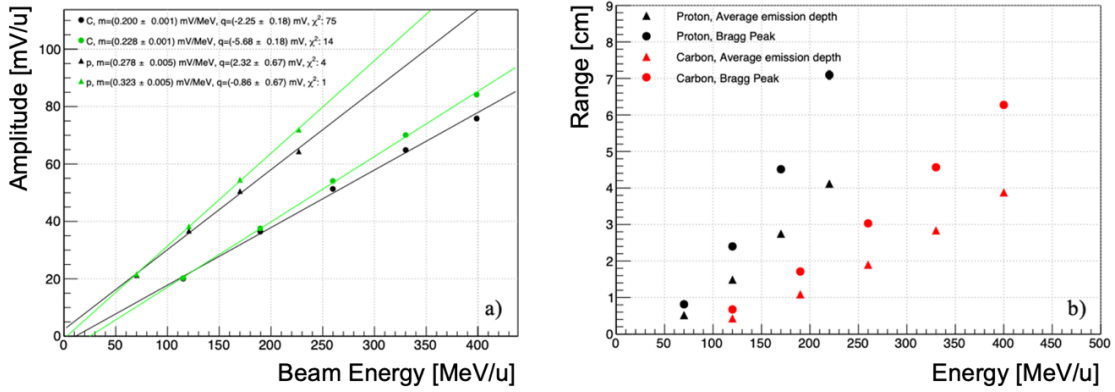 C, m=(0.200 ± 0.001) mV/MeV, q=(-2.25 ± 0.18) mV, χ²: 75
C, m=(0.228 ± 0.001) mV/MeV, q=(-5.68 ± 0.18) mV, χ²: 14
p, m=(0.278 ± 0.005) mV/MeV, q=(2.32 ± 0.67) mV, χ²: 4
p, m=(0.323 ± 0.005) mV/MeV, q=(-0.86 ± 0.67) mV, χ²: 1
Amplitude [mV/u]
100
80
60
40
20
0
0 50 100 150 200 250 300 350 400
a)
Beam Energy [MeV/u]
Proton, Average emission depth
Proton, Bragg Peak
Carbon, Average emission depth
Carbon, Bragg Peak
Range [cm]
9
8
7
6
5
4
3
2
1
0
0 50 100 150 200 250 300 350 400 450 500
b)
Energy [MeV/u]